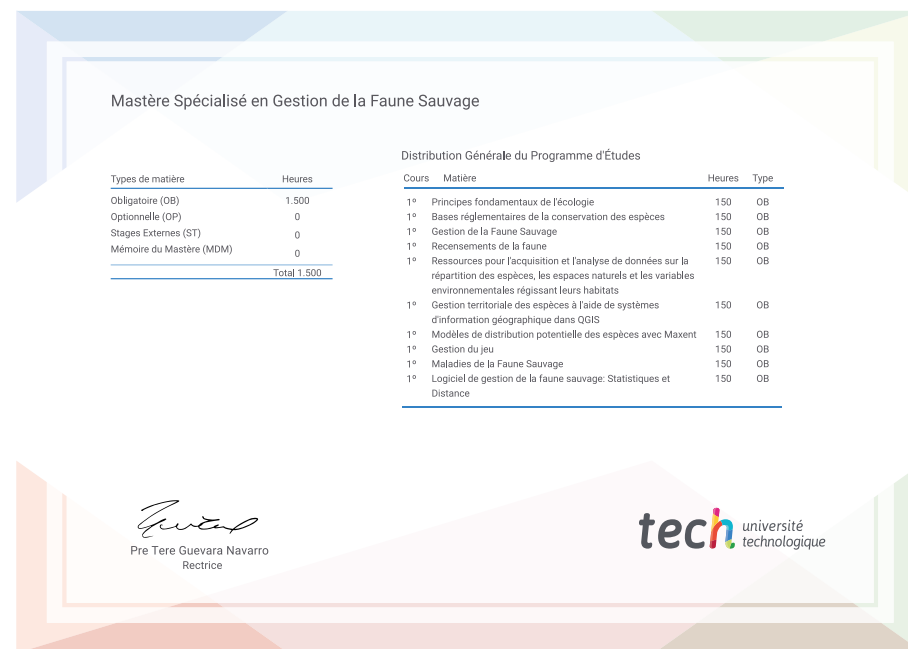 Mastère Spécialisé en Gestion de la Faune Sauvage
Types de matière Heures
Obligatoire (OB) 1.500
Optionnelle (OP) 0
Stages Externes (ST) 0
Mémoire du Mastère (MDM) 0
Total 1.500
Distribution Générale du Programme d'Études
Cours Matière Heures Type
1º Principes fondamentaux de l'écologie 150 OB
1º Bases réglementaires de la conservation des espèces 150 OB
1º Gestion de la Faune Sauvage 150 OB
1º Recensements de la faune 150 OB
1º Ressources pour l'acquisition et l'analyse de données sur la 150 OB
répartition des espèces, les espaces naturels et les variables
environnementales régissant leurs habitats
1º Gestion territoriale des espèces à l'aide de systèmes 150 OB
d'information géographique dans QGIS
1º Modèles de distribution potentielle des espèces avec Maxent 150 OB
1º Gestion du jeu 150 OB
1º Maladies de la Faune Sauvage 150 OB
1º Logiciel de gestion de la faune sauvage: Statistiques et 150 OB
Distance
Pre Tere Guevara Navarro
Rectrice
tech université
technologique